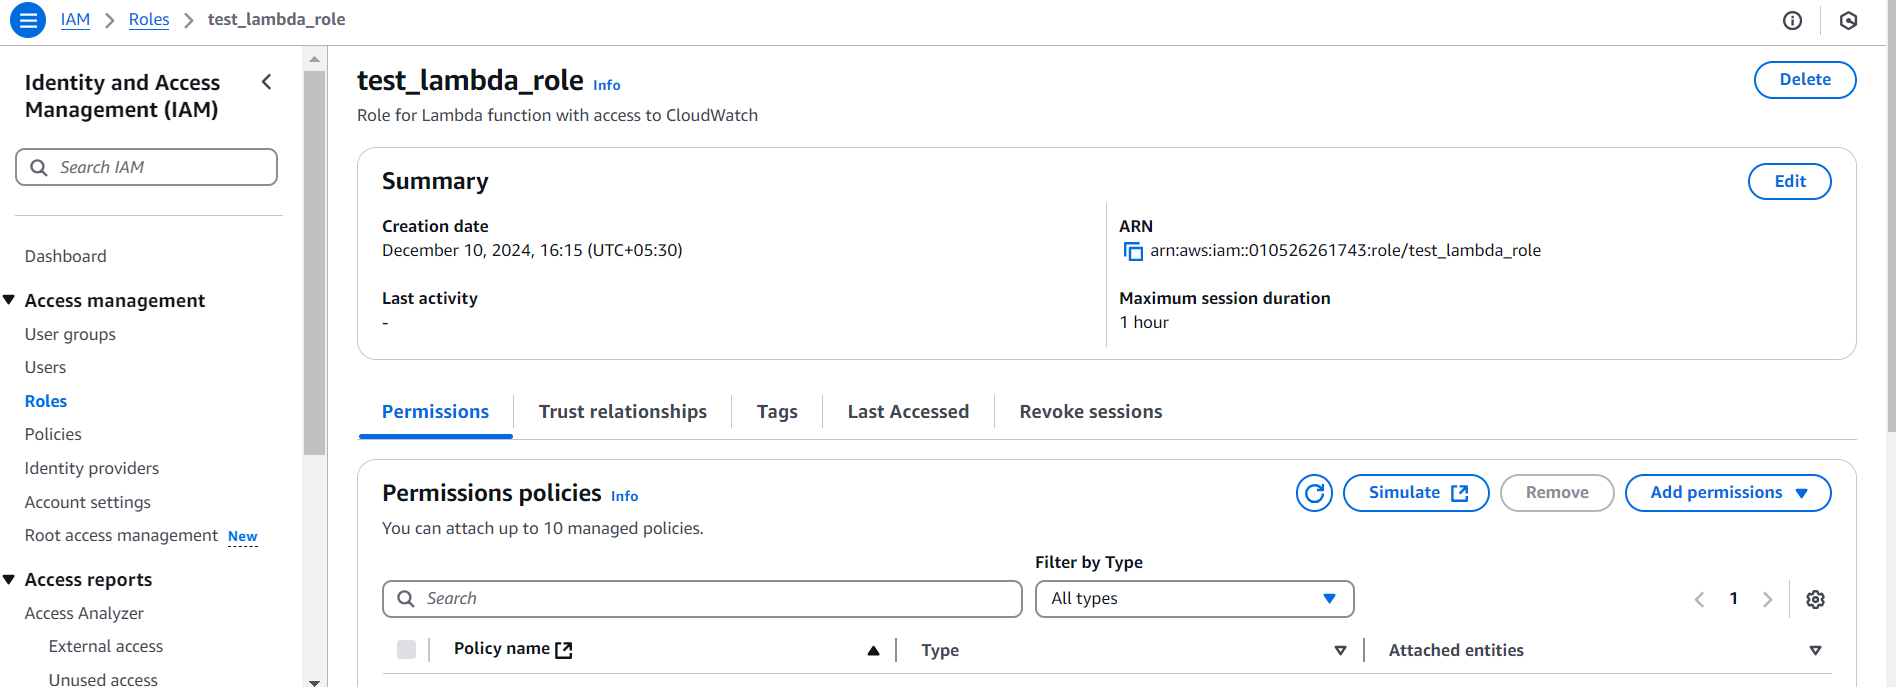 IAM > Roles > test_lambda_role
Identity and Access
Management (IAM)
Search IAM
Dashboard
Access management
User groups
Users
Roles
Policies
Identity providers
Account settings
Root access management New
Access reports
Access Analyzer
External access
Unused access
test_lambda_role Info
Delete
Role for Lambda function with access to CloudWatch
Summary
Edit
Creation date
December 10, 2024, 16:15 (UTC+05:30)
ARN
arn:aws:iam::010526261743:role/test_lambda_role
Last activity
-
Maximum session duration
1 hour
Permissions
Trust relationships
Tags
Last Accessed
Revoke sessions
Permissions policies Info
Simulate
Remove
Add permissions
You can attach up to 10 managed policies.
Filter by Type
Search
All types
1
Policy name
Type
Attached entities